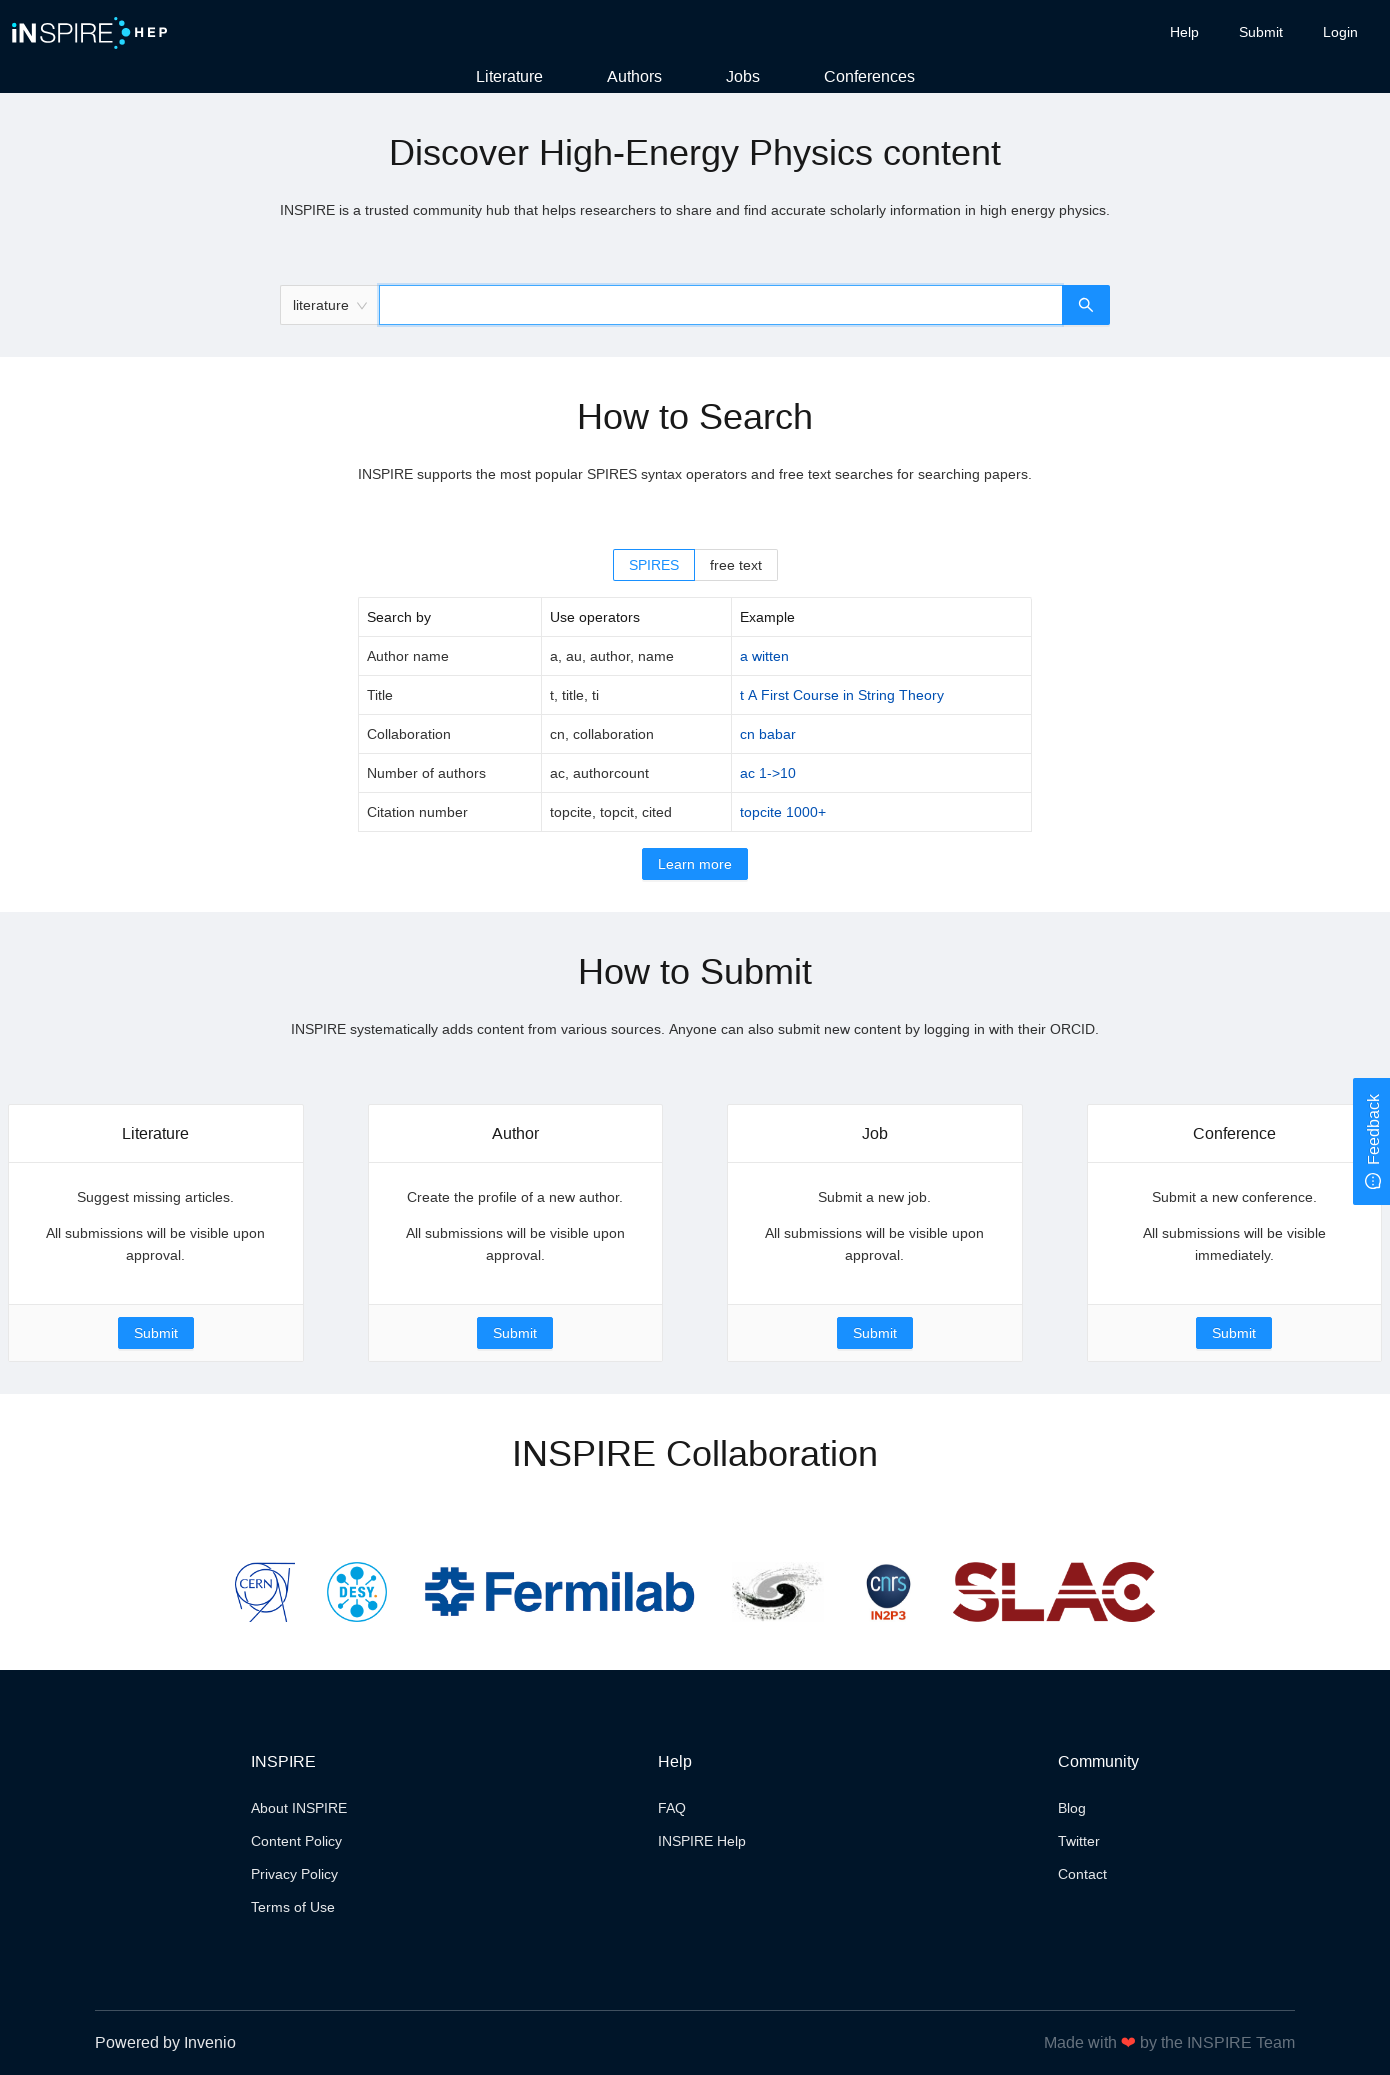 iNSPIRE HEP
Help Submit Login
Literature Authors Jobs Conferences
Discover High-Energy Physics content
INSPIRE is a trusted community hub that helps researchers to share and find accurate scholarly information in high energy physics.
literature
How to Search
INSPIRE supports the most popular SPIRES syntax operators and free text searches for searching papers.
SPIRES free text
Search by Use operators Example
Author name a, au, author, name a witten
Title t, title, ti t A First Course in String Theory
Collaboration cn, collaboration cn babar
Number of authors ac, authorcount ac 1->10
Citation number topcite, topcit, cited topcite 1000+
Learn more
How to Submit
INSPIRE systematically adds content from various sources. Anyone can also submit new content by logging in with their ORCID.
Feedback
Literature
Suggest missing articles.
All submissions will be visible upon
approval.
Submit
Author
Create the profile of a new author.
All submissions will be visible upon
approval.
Submit
Job
Submit a new job.
All submissions will be visible upon
approval.
Submit
Conference
Submit a new conference.
All submissions will be visible
immediately.
Submit
INSPIRE Collaboration
CERN DESY. Fermilab cnrs SLAC
IN2P3
INSPIRE
About INSPIRE
Content Policy
Privacy Policy
Terms of Use
Help
FAQ
INSPIRE Help
Community
Blog
Twitter
Contact
Powered by Invenio
Made with ❤ by the INSPIRE Team